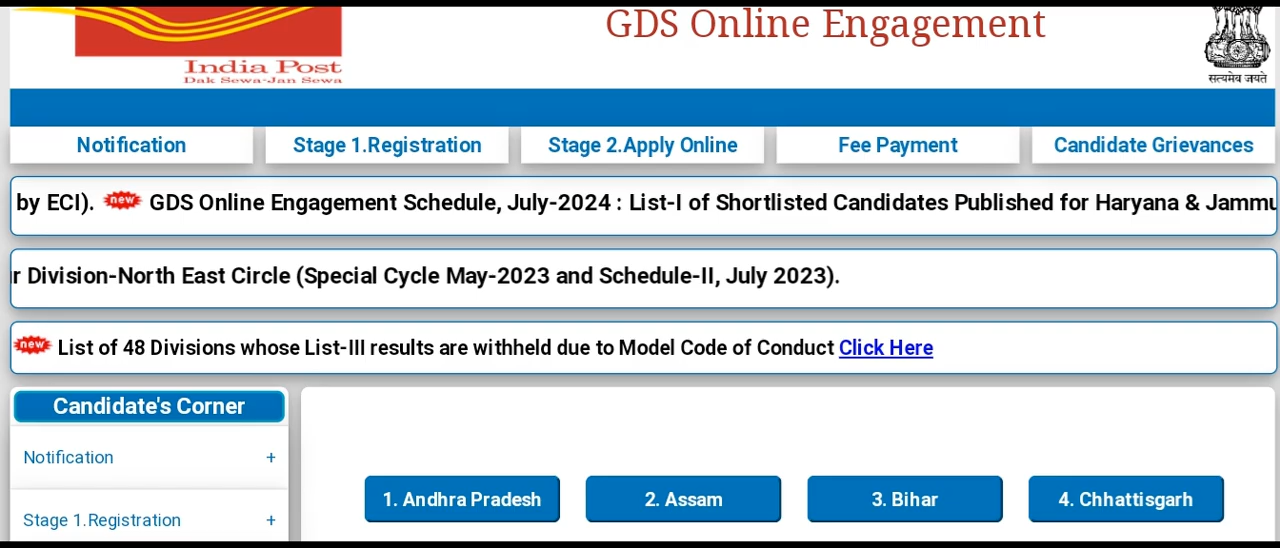 GDS Online Engagement
India Post
Dak Sewa-Jan Sewa
सत्यमेव जयते
Notification
Stage 1.Registration
Stage 2.Apply Online
Fee Payment
Candidate Grievances
by ECI). new GDS Online Engagement Schedule, July-2024 : List-I of Shortlisted Candidates Published for Haryana & Jammu
r Division-North East Circle (Special Cycle May-2023 and Schedule-II, July 2023).
new List of 48 Divisions whose List-III results are withheld due to Model Code of Conduct Click Here
Candidate's Corner
Notification +
Stage 1.Registration +
1. Andhra Pradesh
2. Assam
3. Bihar
4. Chhattisgarh